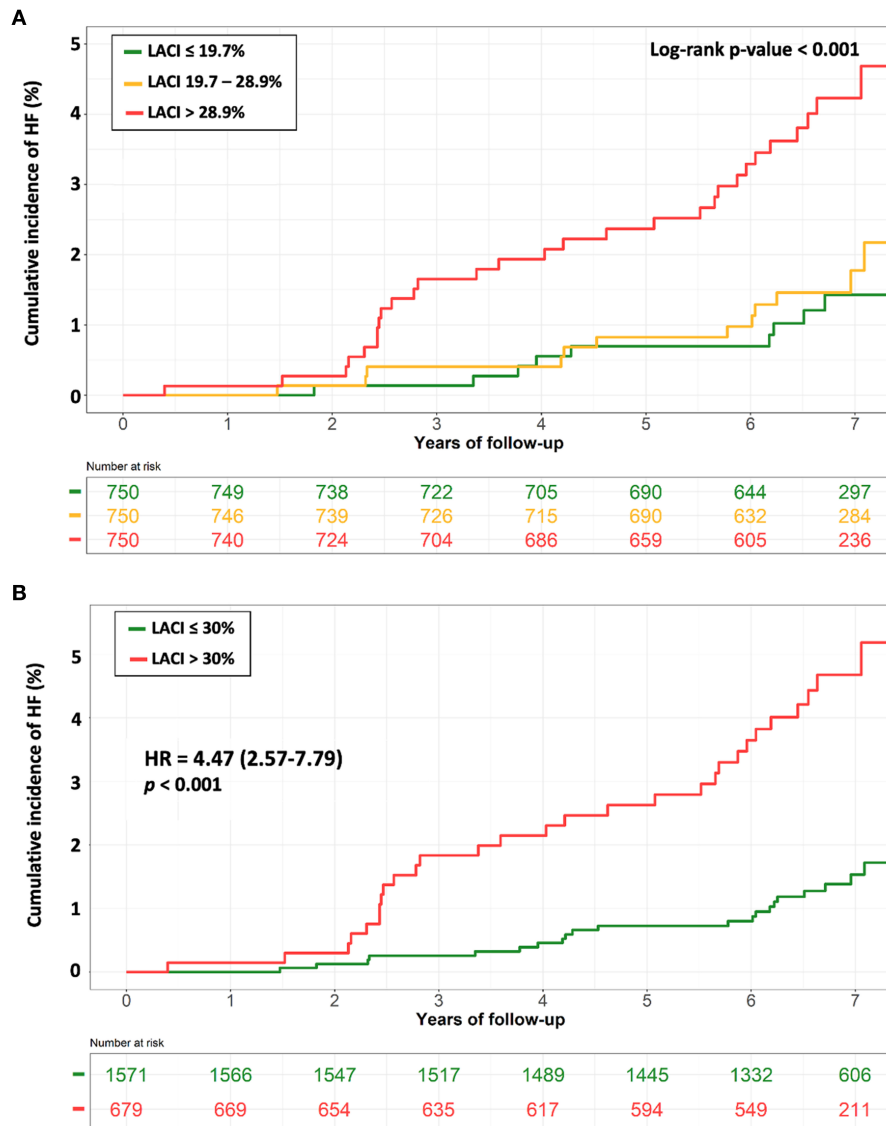 A
LACI ≤ 19.7%
LACI 19.7 – 28.9%
LACI > 28.9%
Log-rank p-value < 0.001
Cumulative incidence of HF (%)
5
4
3
2
1
0
0 1 2 3 4 5 6 7
Years of follow-up
Number at risk
750 749 738 722 705 690 644 297
750 746 739 726 715 690 632 284
750 740 724 704 686 659 605 236
B
LACI ≤ 30%
LACI > 30%
HR = 4.47 (2.57-7.79)
p < 0.001
Cumulative incidence of HF (%)
5
4
3
2
1
0
0 1 2 3 4 5 6 7
Years of follow-up
Number at risk
1571 1566 1547 1517 1489 1445 1332 606
679 669 654 635 617 594 549 211